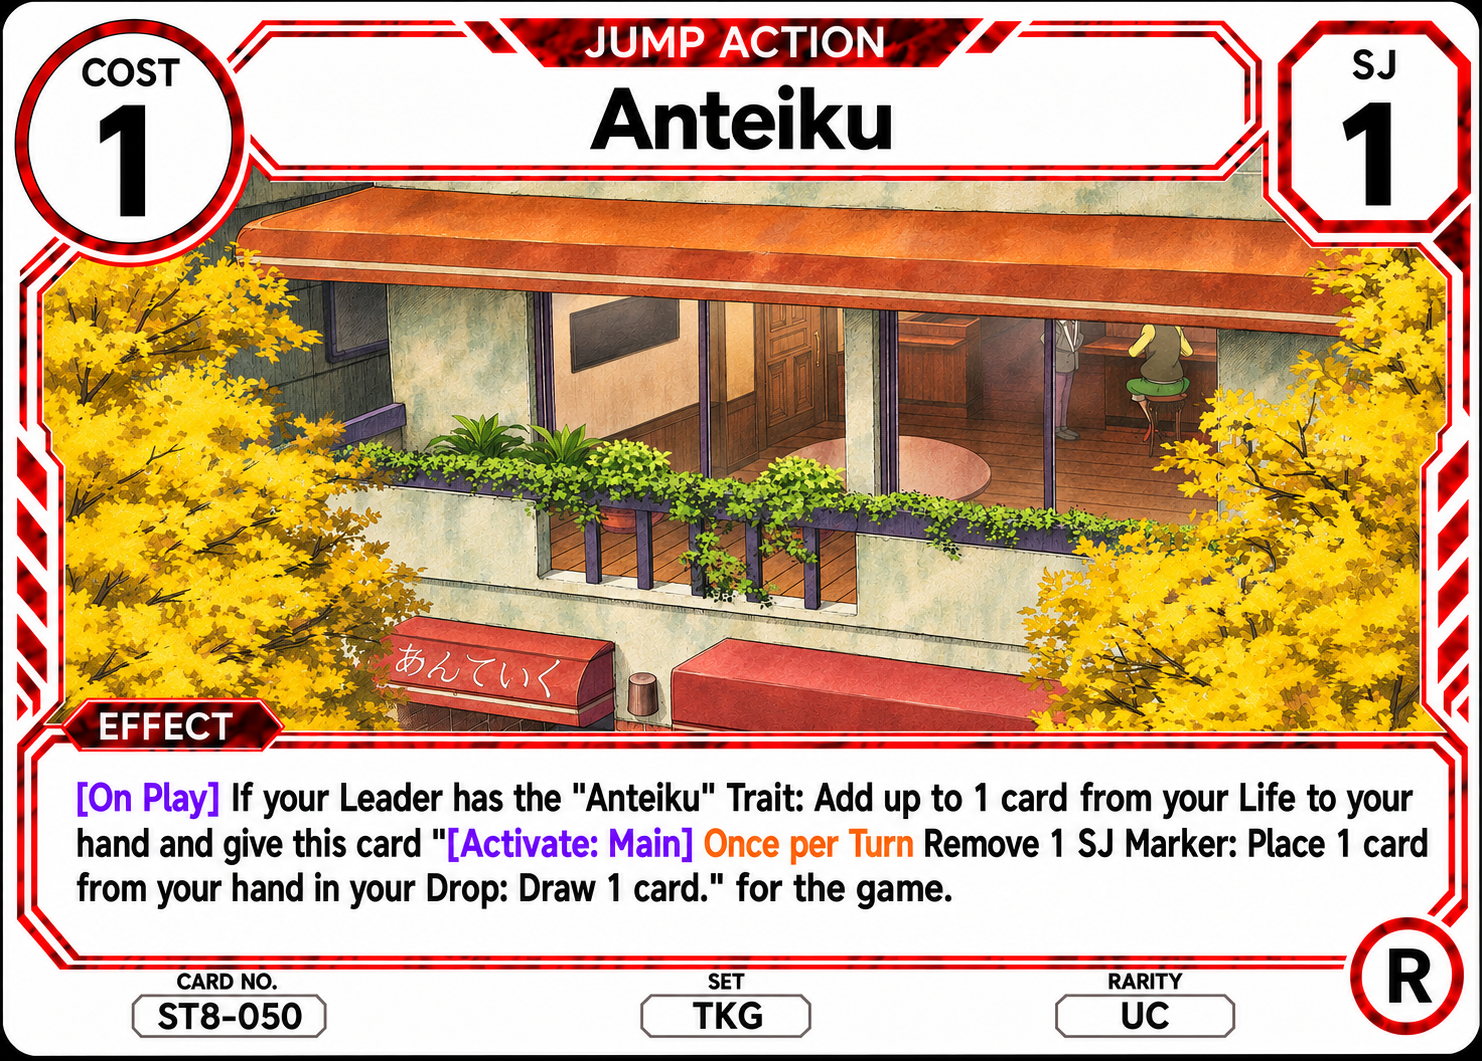 JUMP ACTION
COST
1
Anteiku
SJ
1
あんていく
EFFECT
[On Play] If your Leader has the "Anteiku" Trait: Add up to 1 card from your Life to your
hand and give this card "[Activate: Main] Once per Turn Remove 1 SJ Marker: Place 1 card
from your hand in your Drop: Draw 1 card." for the game.
CARD NO.
ST8-050
SET
TKG
RARITY
UC
R